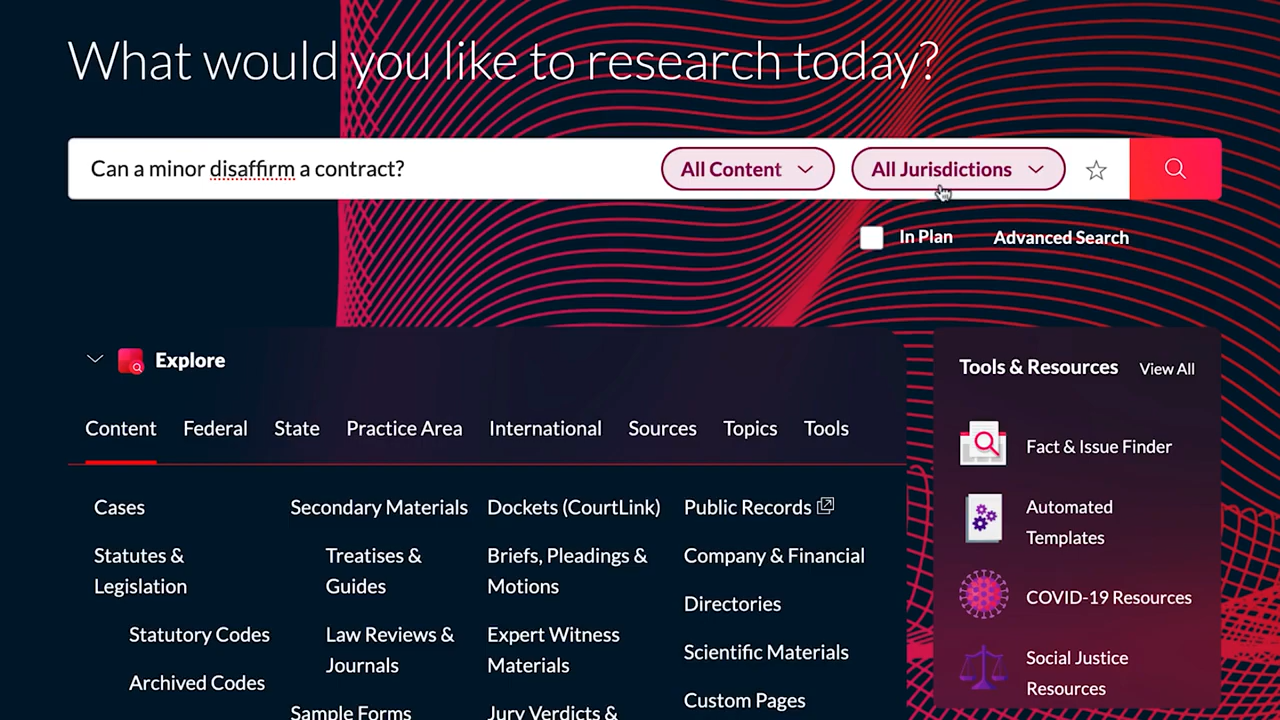 What would you like to research today?
Can a minor disaffirm a contract?
All Content
All Jurisdictions
In Plan
Advanced Search
Explore
Content
Federal
State
Practice Area
International
Sources
Topics
Tools
Cases
Statutes &
Legislation
Statutory Codes
Archived Codes
Secondary Materials
Treatises &
Guides
Law Reviews &
Journals
Sample Forms
Dockets (CourtLink)
Briefs, Pleadings &
Motions
Expert Witness
Materials
Jury Verdicts &
Public Records
Company & Financial
Directories
Scientific Materials
Custom Pages
Tools & Resources
View All
Fact & Issue Finder
Automated
Templates
COVID-19 Resources
Social Justice
Resources